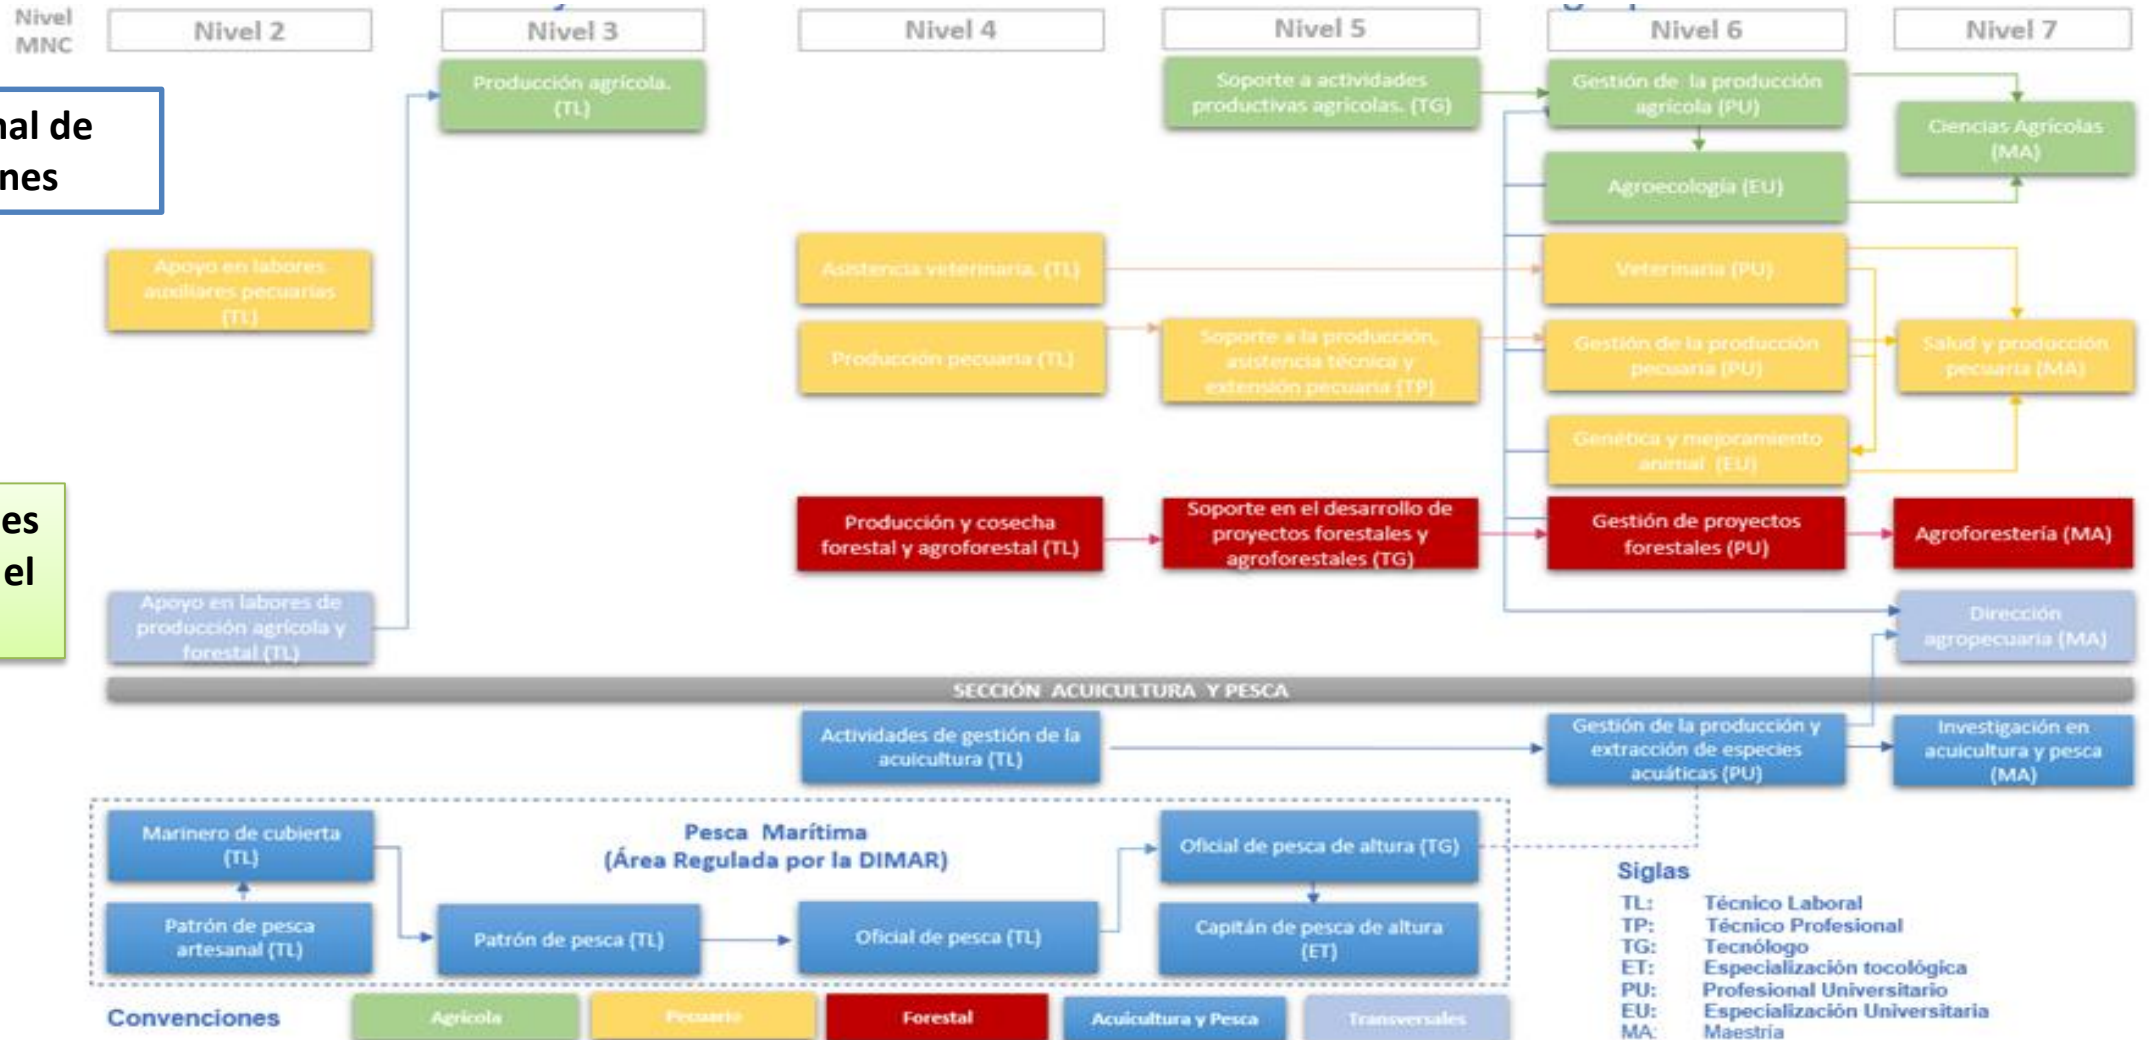 Nivel
MNC
Nivel 2
Nivel 3
Nivel 4
Nivel 5
Nivel 6
Nivel 7
nal de
nes
es
el
Producción agrícola.
(TL)
Soporte a actividades
productivas agrícolas. (TG)
Gestión de la producción
agrícola (PU)
Ciencias Agrícolas
(MA)
Agroecología (EU)
Apoyo en labores
auxiliares pecuarias
(TL)
Asistencia veterinaria. (TL)
Veterinaria (PU)
Producción pecuaria (TL)
Soporte a la producción,
asistencia técnica y
extensión pecuaria (TP)
Gestión de la producción
pecuaria (PU)
Salud y producción
pecuaria (MA)
Genética y mejoramiento
animal (EU)
Producción y cosecha
forestal y agroforestal (TL)
Soporte en el desarrollo de
proyectos forestales y
agroforestales (TG)
Gestión de proyectos
forestales (PU)
Agroforestería (MA)
Apoyo en labores de
producción agrícola y
forestal (TL)
Dirección
agropecuaria (MA)
SECCIÓN ACUICULTURA Y PESCA
Actividades de gestión de la
acuicultura (TL)
Gestión de la producción y
extracción de especies
acuáticas (PU)
Investigación en
acuicultura y pesca
(MA)
Marinero de cubierta
(TL)
Pesca Marítima
(Área Regulada por la DIMAR)
Oficial de pesca de altura (TG)
Patrón de pesca
artesanal (TL)
Patrón de pesca (TL)
Oficial de pesca (TL)
Capitán de pesca de altura
(ET)
Siglas
TL: Técnico Laboral
TP: Técnico Profesional
TG: Tecnólogo
ET: Especialización tocológica
PU: Profesional Universitario
EU: Especialización Universitaria
MA: Maestría
Convenciones
Agrícola
Pecuario
Forestal
Acuicultura y Pesca
Transversales